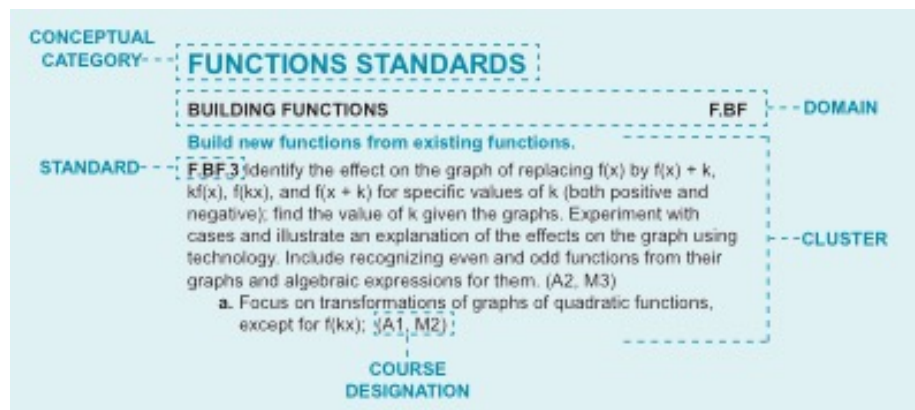 CONCEPTUAL
CATEGORY
FUNCTIONS STANDARDS
BUILDING FUNCTIONS F.BF
DOMAIN
Build new functions from existing functions.
STANDARD
F.BF.3 Identify the effect on the graph of replacing f(x) by f(x) + k,
kf(x), f(kx), and f(x + k) for specific values of k (both positive and
negative); find the value of k given the graphs. Experiment with
cases and illustrate an explanation of the effects on the graph using
technology. Include recognizing even and odd functions from their
graphs and algebraic expressions for them. (A2, M3)
CLUSTER
a. Focus on transformations of graphs of quadratic functions,
except for f(kx); (A1, M2)
COURSE
DESIGNATION